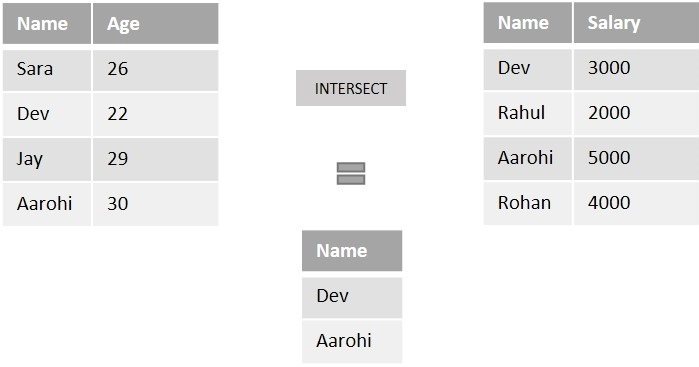 Name Age
Sara 26
Dev 22
Jay 29
Aarohi 30
INTERSECT
Name Salary
Dev 3000
Rahul 2000
Aarohi 5000
Rohan 4000
Name
Dev
Aarohi